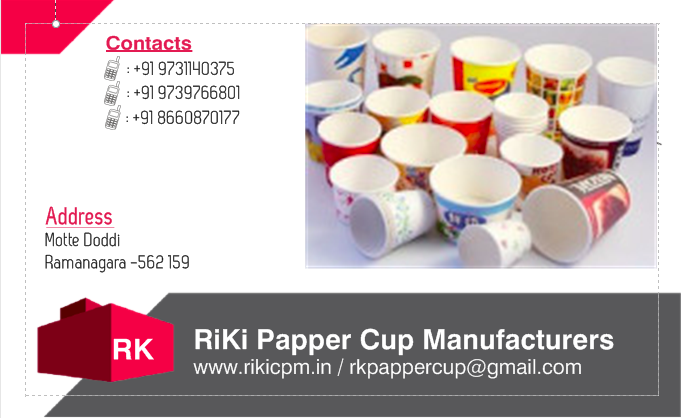 Contacts
: +91 9731140375
: +91 9739766801
: +91 8660870177
Address
Motte Doddi
Ramanagara -562 159
RK
RiKi Papper Cup Manufacturers
www.rikicpm.in / rkpappercup@gmail.com